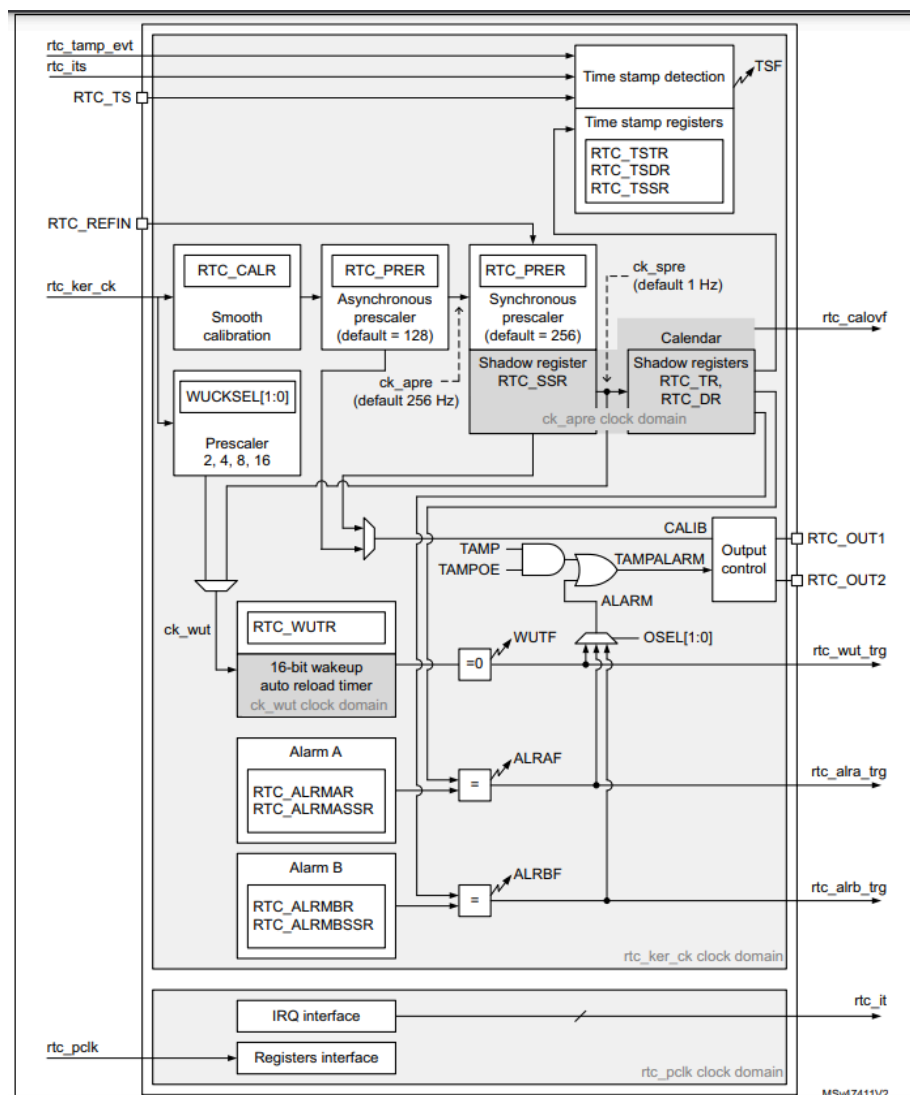 rtc_tamp_evt
rtc_its
RTC_TS
Time stamp detection
TSF
Time stamp registers
RTC_TSTR
RTC_TSDR
RTC_TSSR
RTC_REFIN
rtc_ker_ck
RTC_CALR
Smooth
calibration
RTC_PRER
Asynchronous
prescaler
(default = 128)
RTC_PRER
Synchronous
prescaler
(default = 256)
ck_spre
(default 1 Hz)
rtc_calovf
Calendar
Shadow register
RTC_SSR
Shadow registers
RTC_TR,
RTC_DR
ck_apre
(default 256 Hz)
ck_apre clock domain
WUCKSEL[1:0]
Prescaler
2, 4, 8, 16
CALIB
TAMP
TAMPOE
TAMPALARM
Output
control
RTC_OUT1
RTC_OUT2
ALARM
OSEL[1:0]
ck_wut
RTC_WUTR
16-bit wakeup
auto reload timer
ck_wut clock domain
=0
WUTF
rtc_wut_trg
Alarm A
RTC_ALRMAR
RTC_ALRMASSR
=
ALRAF
rtc_alra_trg
Alarm B
RTC_ALRMBR
RTC_ALRMBSSR
=
ALRBF
rtc_alrb_trg
rtc_ker_ck clock domain
IRQ interface
rtc_it
rtc_pclk
Registers interface
rtc_pclk clock domain
MSv47411V2